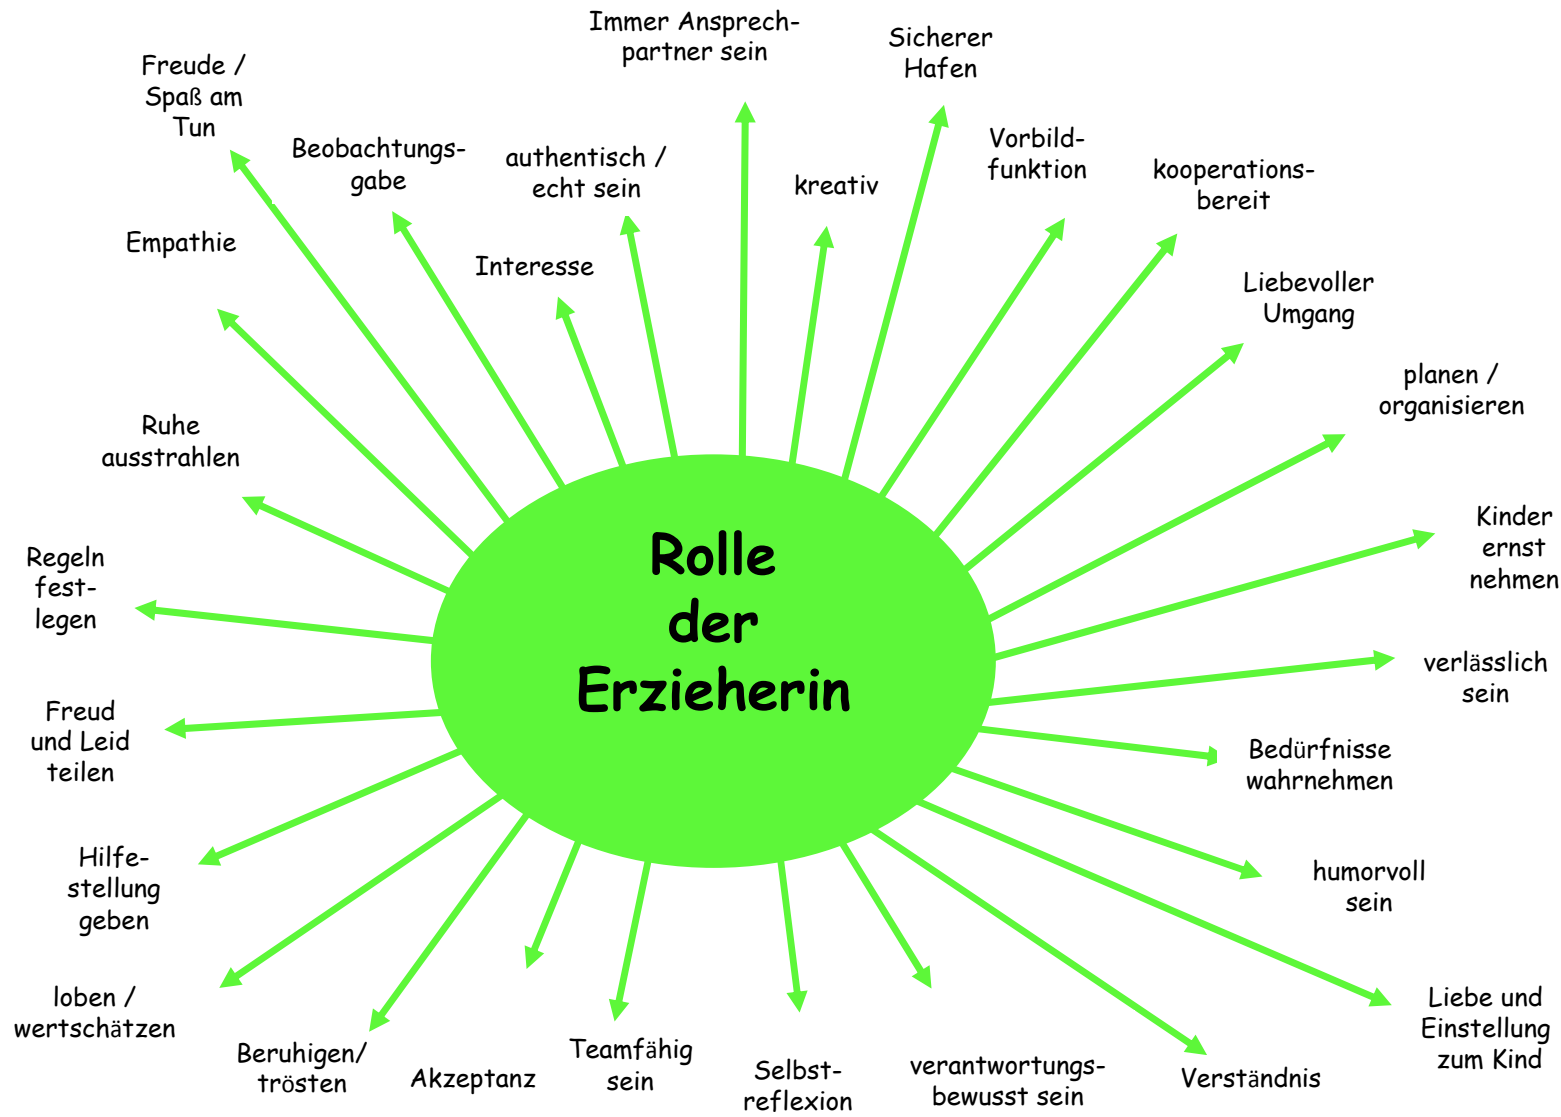 Immer Ansprech-
partner sein
Sicherer
Hafen
Freude /
Spaß am
Tun
Beobachtungs-
gabe
authentisch /
echt sein
kreativ
Vorbild-
funktion
kooperations-
bereit
Empathie
Interesse
Liebevoller
Umgang
planen /
organisieren
Ruhe
ausstrahlen
Kinder
ernst
nehmen
Regeln
fest-
legen
Rolle
der
Erzieherin
verlässlich
sein
Freud
und Leid
teilen
Bedürfnisse
wahrnehmen
Hilfe-
stellung
geben
humorvoll
sein
loben /
wertschätzen
Liebe und
Einstellung
zum Kind
Beruhigen/
trösten
Akzeptanz
Teamfähig
sein
Selbst-
reflexion
verantwortungs-
bewusst sein
Verständnis